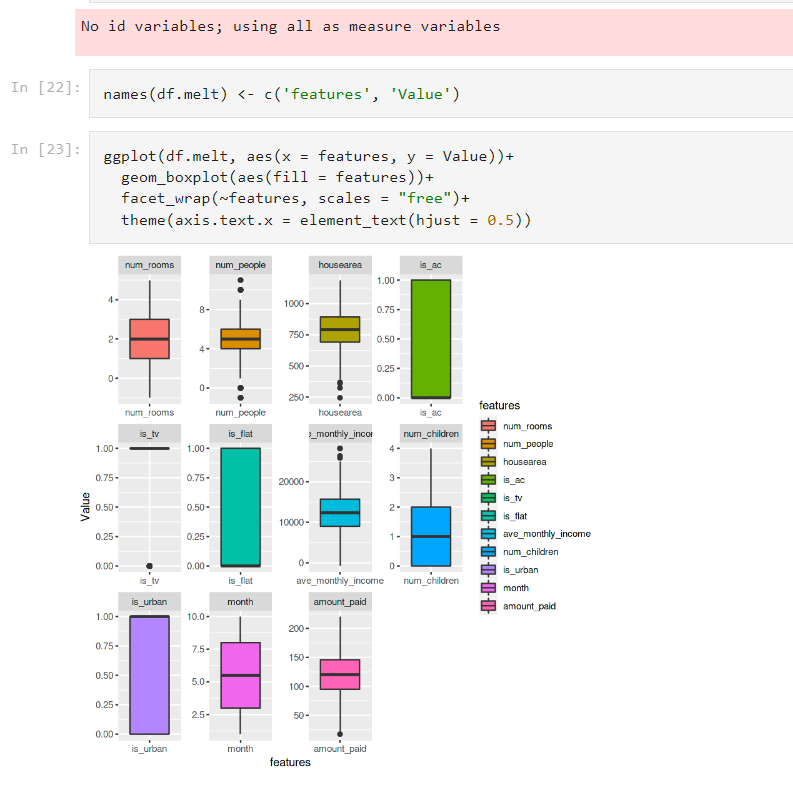 No id variables; using all as measure variables
In [22]:
names(df.melt) <- c('features', 'Value')
In [23]:
ggplot(df.melt, aes(x = features, y = Value))+
geom_boxplot(aes(fill = features))+
facet_wrap(~features, scales = "free")+
theme(axis.text.x = element_text(hjust = 0.5))
num_rooms num_people housearea is_ac
4 2 0
8 4 0
1000 750 500 250
1.00 0.75 0.50 0.25 0.00
num_rooms num_people housearea is_ac
is_tv is_flat e_monthly_incor num_children
1.00 0.75 0.50 0.25 0.00
1.00 0.75 0.50 0.25 0.00
20000 10000 0
4 3 2 1 0
is_tv is_flat ave_monthly_income num_children
is_urban month amount_paid
1.00 0.75 0.50 0.25 0.00
10.0 7.5 5.0 2.5
200 150 100 50
is_urban month amount_paid
Value
features
features
num_rooms
num_people
housearea
is_ac
is_tv
is_flat
ave_monthly_income
num_children
is_urban
month
amount_paid